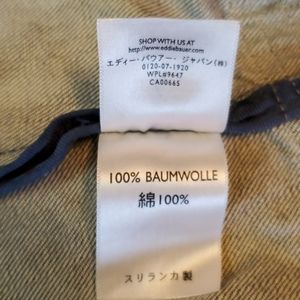 SHOP WITH US AT
http://www.eddiebauer.com
エディー・バウアー・ジャパン(株)
0120-07-1920
WPL#9647
CA00665
100% BAUMWOLLE
綿100%
スリランカ製